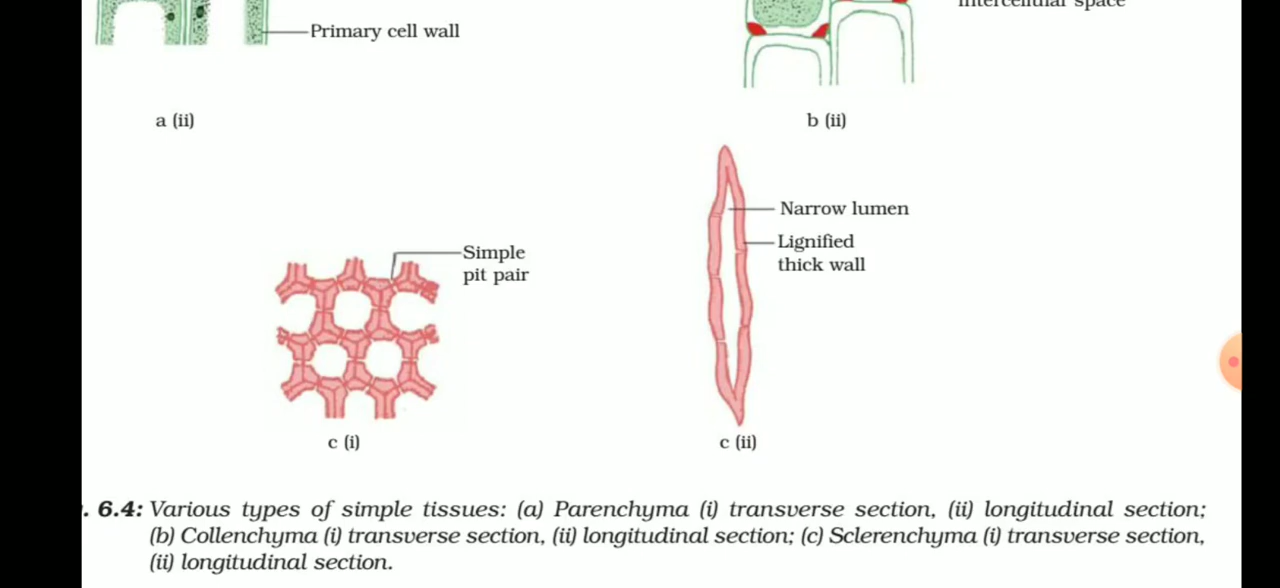 Intercellular space
Primary cell wall
a (ii)
b (ii)
Narrow lumen
Lignified
thick wall
Simple
pit pair
c (i)
c (ii)
. 6.4: Various types of simple tissues: (a) Parenchyma (i) transverse section, (ii) longitudinal section;
(b) Collenchyma (i) transverse section, (ii) longitudinal section; (c) Sclerenchyma (i) transverse section,
(ii) longitudinal section.